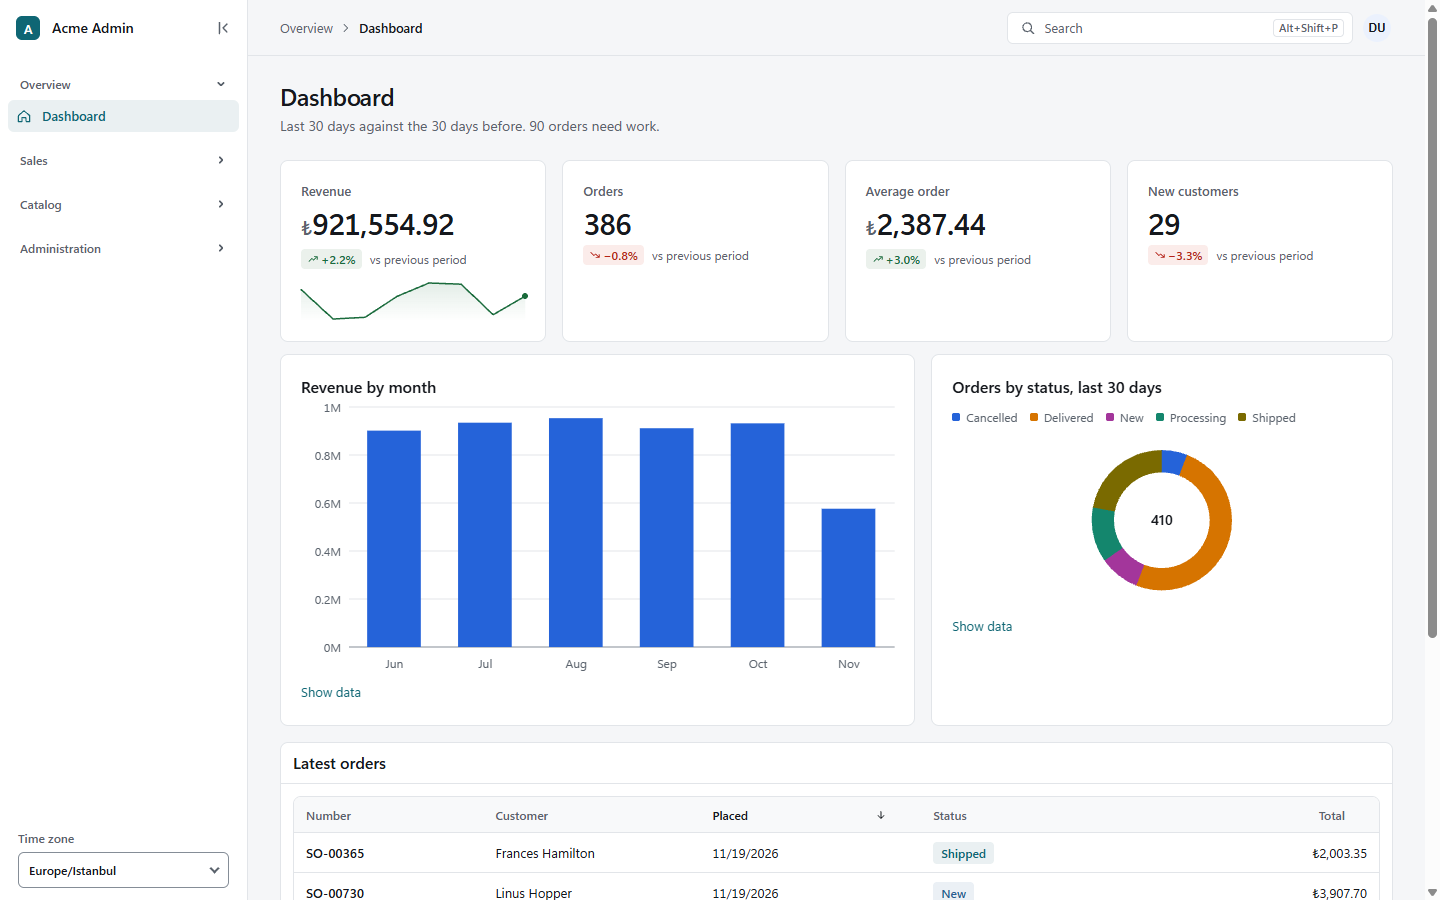 A Acme Admin
Overview
Dashboard
Sales
Catalog
Administration
Time zone
Europe/Istanbul
Overview > Dashboard
Search Alt+Shift+P DU
Dashboard
Last 30 days against the 30 days before. 90 orders need work.
Revenue
₺921,554.92
+2.2% vs previous period
Orders
386
−0.8% vs previous period
Average order
₺2,387.44
+3.0% vs previous period
New customers
29
−3.3% vs previous period
Revenue by month
1M
0.8M
0.6M
0.4M
0.2M
0M
Jun Jul Aug Sep Oct Nov
Show data
Orders by status, last 30 days
Cancelled Delivered New Processing Shipped
410
Show data
Latest orders
Number Customer Placed Status Total
SO-00365 Frances Hamilton 11/19/2026 Shipped ₺2,003.35
SO-00730 Linus Hopper 11/19/2026 New ₺3,907.70